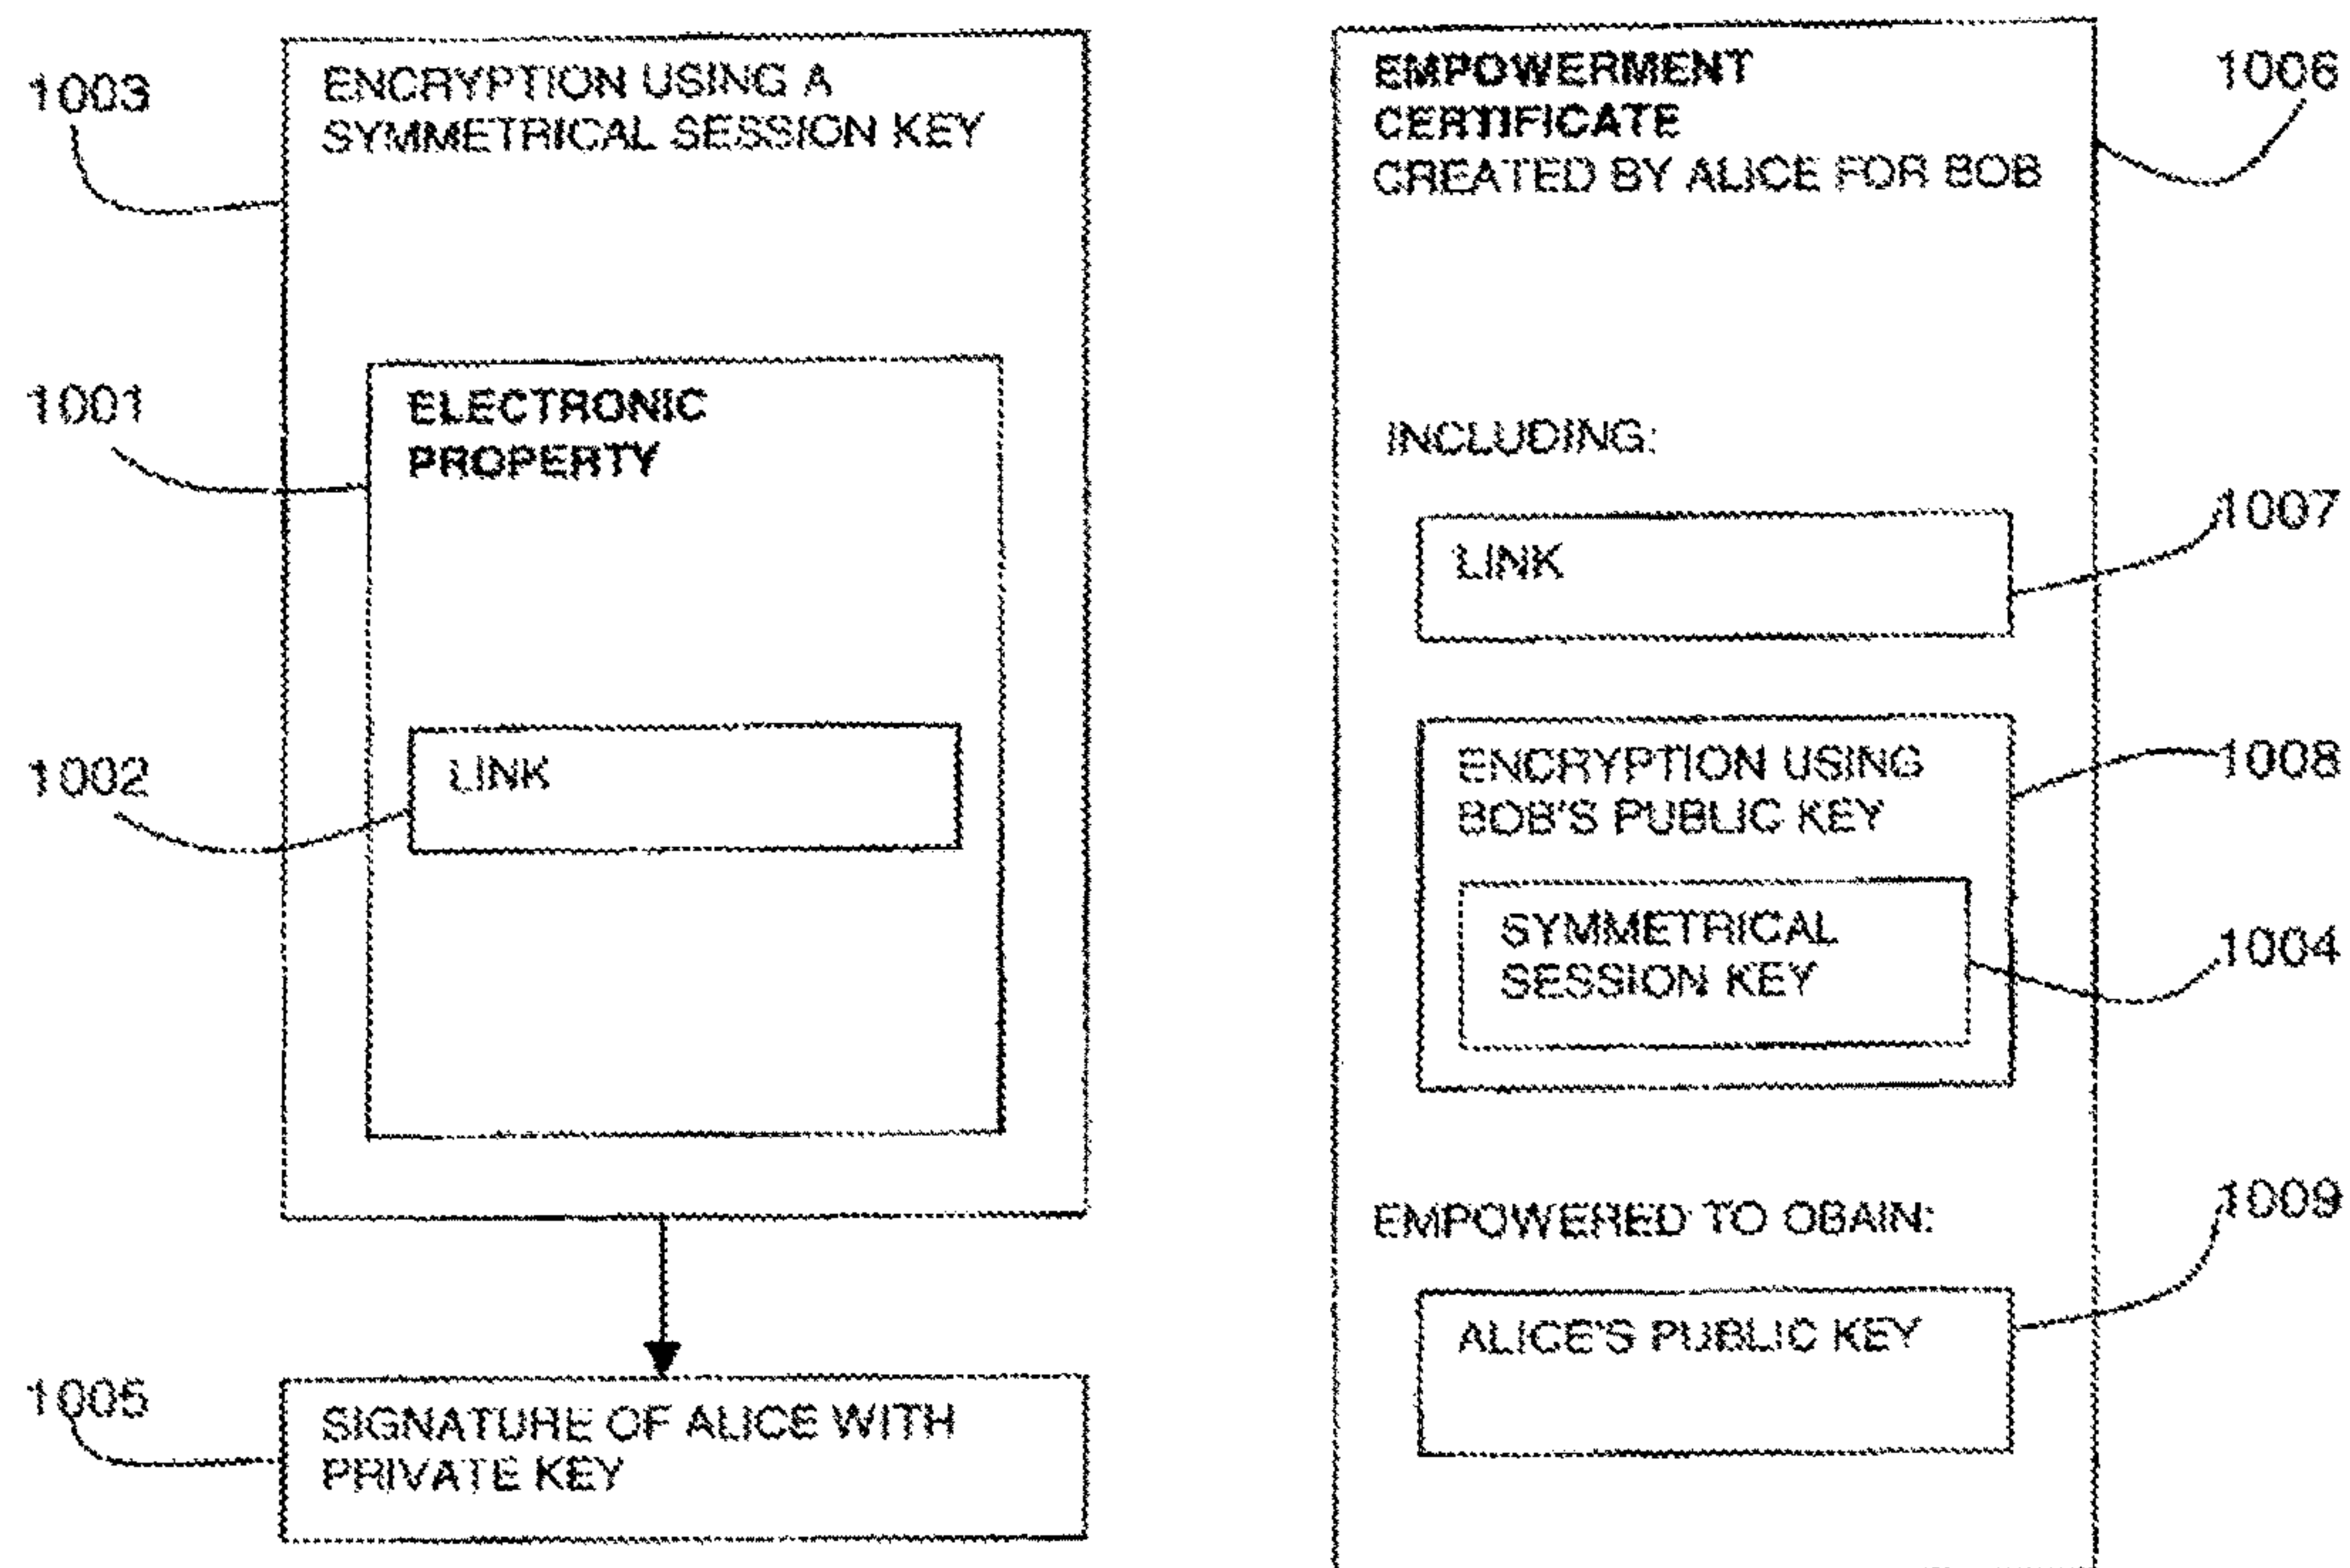 1003
ENCRYPTION USING A
SYMMETRICAL SESSION KEY
1001
ELECTRONIC
PROPERTY
1002
LINK
1005
SIGNATURE OF ALICE WITH
PRIVATE KEY
EMPOWERMENT
CERTIFICATE
CREATED BY ALICE FOR BOB
1006
INCLUDING:
LINK
1007
ENCRYPTION USING
BOB'S PUBLIC KEY
1008
SYMMETRICAL
SESSION KEY
1004
EMPOWERED TO OBAIN:
1009
ALICE'S PUBLIC KEY